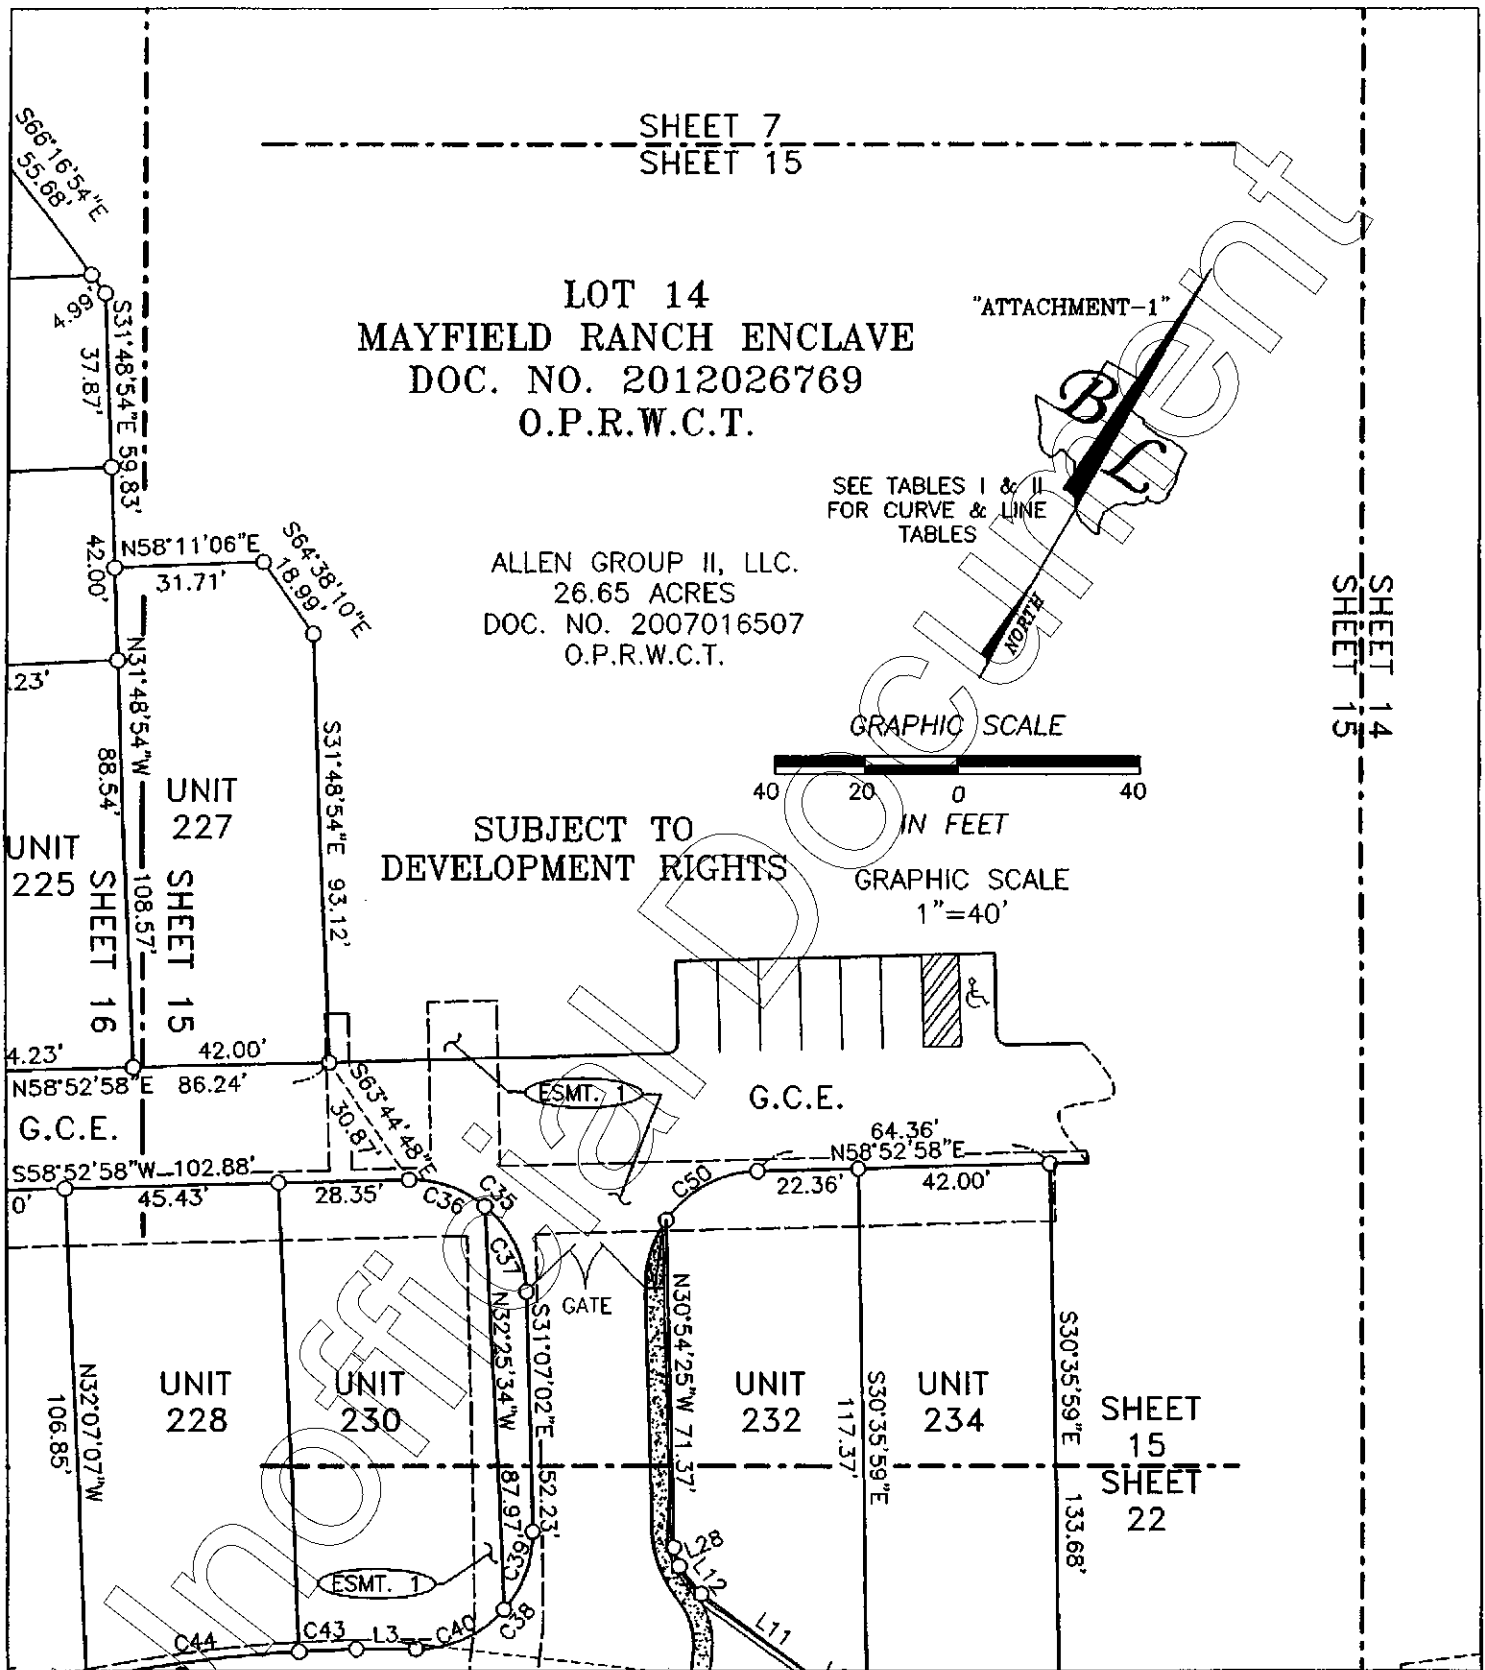 SHEET 7
SHEET 15
S66°16'54"E
55.68'
4.99'
S31°48'54"E 59.83'
37.87'
LOT 14
MAYFIELD RANCH ENCLAVE
DOC. NO. 2012026769
O.P.R.W.C.T.
"ATTACHMENT-1"
B
L
SEE TABLES I & II
FOR CURVE & LINE
TABLES
NORTH
42.00'
N58°11'06"E
31.71'
S64°38'10"E
18.99'
ALLEN GROUP II, LLC.
26.65 ACRES
DOC. NO. 2007016507
O.P.R.W.C.T.
SHEET 14
SHEET 15
.23'
N31°48'54"W
108.57'
88.54'
S31°48'54"E 93.12'
GRAPHIC SCALE
40 20 0 40
IN FEET
GRAPHIC SCALE
1"=40'
UNIT
227
UNIT
225
SHEET 16
SHEET 15
SUBJECT TO
DEVELOPMENT RIGHTS
4.23'
42.00'
N58°52'58"E 86.24'
G.C.E.
S63°44'48"E
30.87'
ESMT. 1
G.C.E.
64.36'
N58°52'58"E
S58°52'58"W 102.88'
0'
45.43'
28.35'
C36
C35
C50
22.36'
42.00'
C37
GATE
N32°07'07"W
106.85'
UNIT
228
UNIT
230
N32°25'34"W 87.97'
S31°07'02"E 52.23'
N30°54'25"W 71.37'
UNIT
232
S30°35'59"E
117.37'
UNIT
234
S30°35'59"E 133.68'
SHEET
15
SHEET
22
ESMT. 1
C39
C38
L28
L12
L11
C44
C43
L3
C40
Unofficial Document